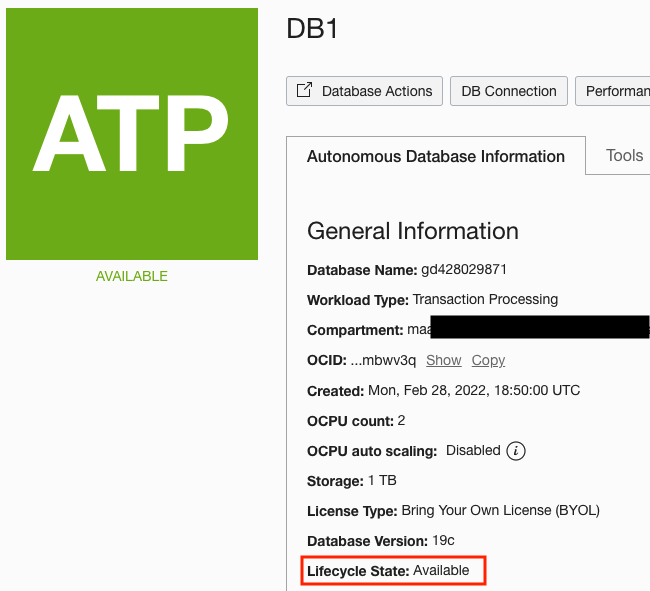 ATP
AVAILABLE
DB1
Database Actions
DB Connection
Performan
Autonomous Database Information
Tools
General Information
Database Name: gd428029871
Workload Type: Transaction Processing
Compartment: maa
OCID: ...mbwv3q Show Copy
Created: Mon, Feb 28, 2022, 18:50:00 UTC
OCPU count: 2
OCPU auto scaling: Disabled i
Storage: 1 TB
License Type: Bring Your Own License (BYOL)
Database Version: 19c
Lifecycle State: Available